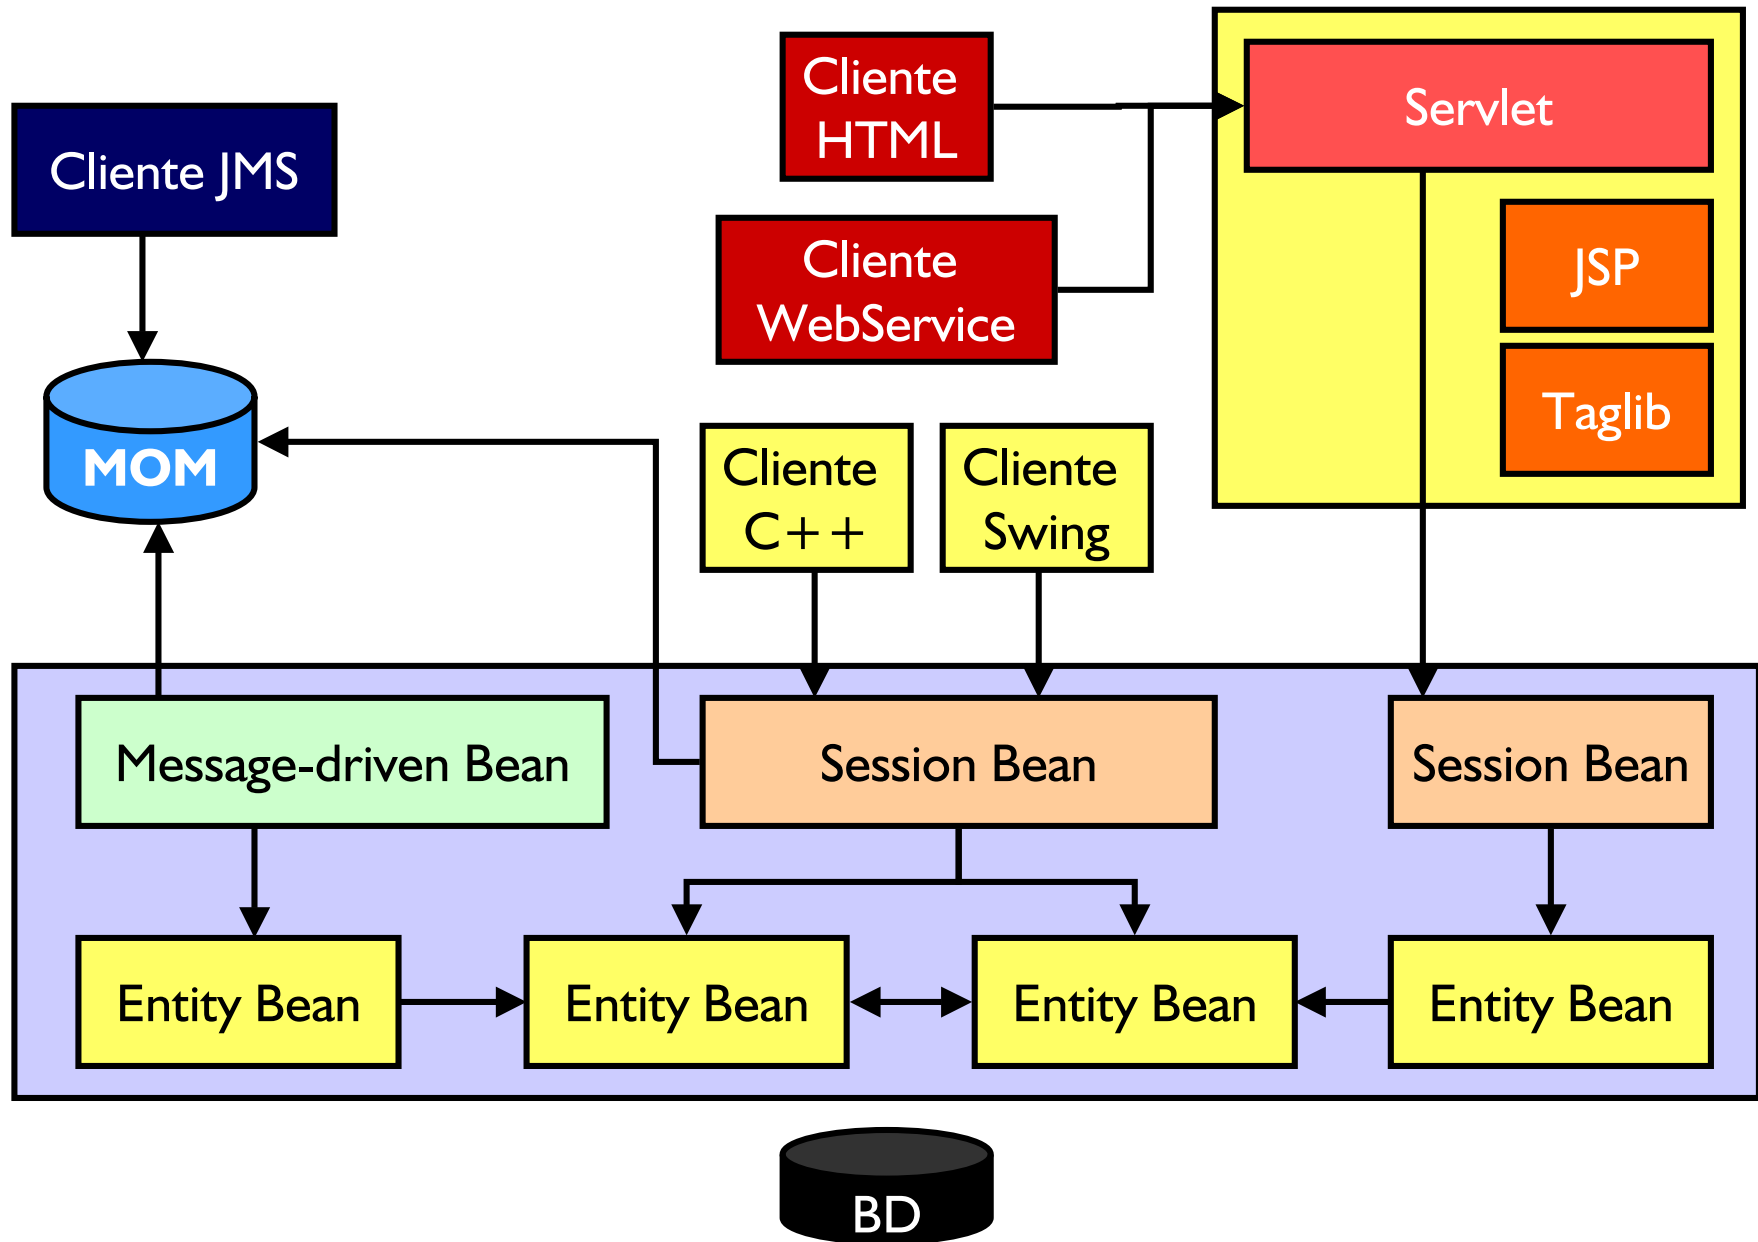 Cliente
HTML
Servlet
Cliente JMS
Cliente
WebService
JSP
Taglib
MOM
Cliente
C++
Cliente
Swing
Message-driven Bean
Session Bean
Session Bean
Entity Bean
Entity Bean
Entity Bean
Entity Bean
BD